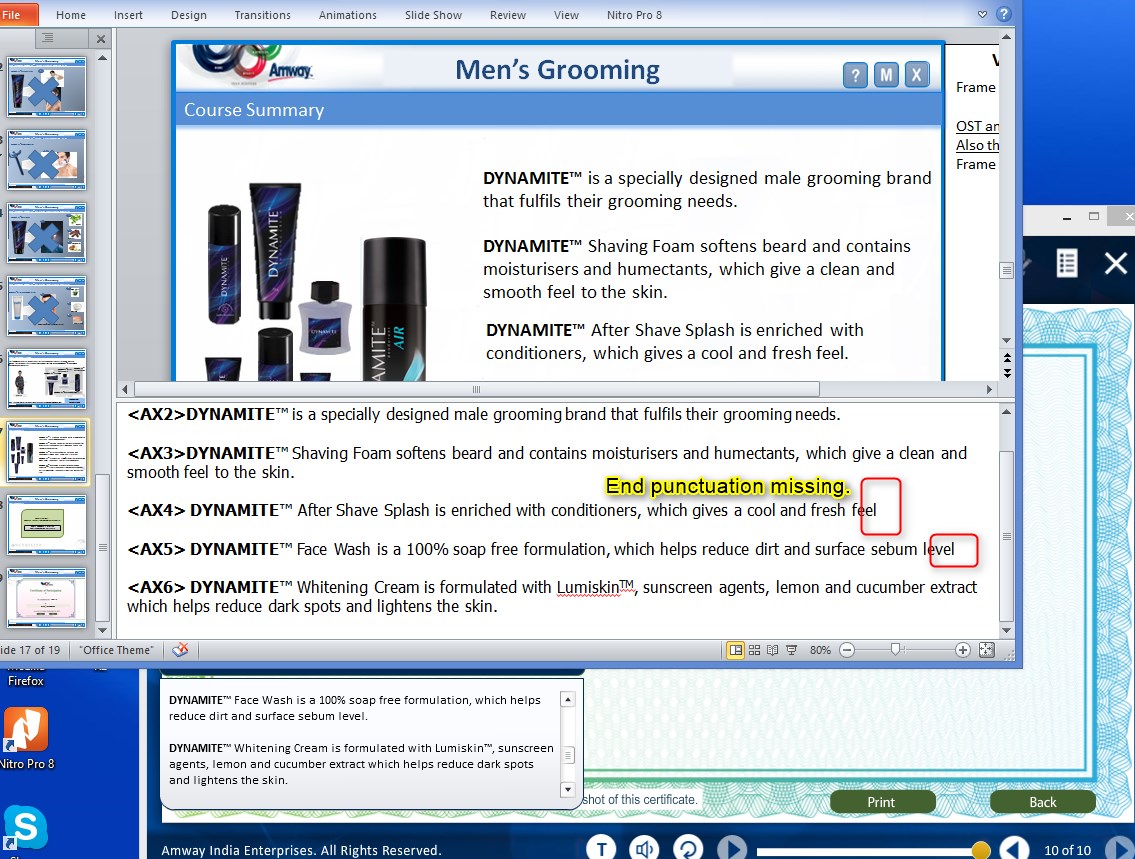 File Home Insert Design Transitions Animations Slide Show Review View Nitro Pro 8
Amway
Men's Grooming
? M X
Course Summary
Frame
OST an
Also th
Frame
DYNAMITE™ is a specially designed male grooming brand
that fulfils their grooming needs.
DYNAMITE™ Shaving Foam softens beard and contains
moisturisers and humectants, which give a clean and
smooth feel to the skin.
DYNAMITE™ After Shave Splash is enriched with
conditioners, which gives a cool and fresh feel.
DYNAMITE
DYNAMITE
DYNAMITE
AMITE™
AIR
<AX2>DYNAMITE™ is a specially designed male grooming brand that fulfils their grooming needs.
<AX3>DYNAMITE™ Shaving Foam softens beard and contains moisturisers and humectants, which give a clean and
smooth feel to the skin.
End punctuation missing.
<AX4> DYNAMITE™ After Shave Splash is enriched with conditioners, which gives a cool and fresh feel
<AX5> DYNAMITE™ Face Wash is a 100% soap free formulation, which helps reduce dirt and surface sebum level
<AX6> DYNAMITE™ Whitening Cream is formulated with Lumiskin™, sunscreen agents, lemon and cucumber extract
which helps reduce dark spots and lightens the skin.
ide 17 of 19 "Office Theme" 80%
Firefox
Nitro Pro 8
DYNAMITE™ Face Wash is a 100% soap free formulation, which helps
reduce dirt and surface sebum level.
DYNAMITE™ Whitening Cream is formulated with Lumiskin™, sunscreen
agents, lemon and cucumber extract which helps reduce dark spots
and lightens the skin.
shot of this certificate.
Print Back
S
Amway India Enterprises. All Rights Reserved.
T
10 of 10